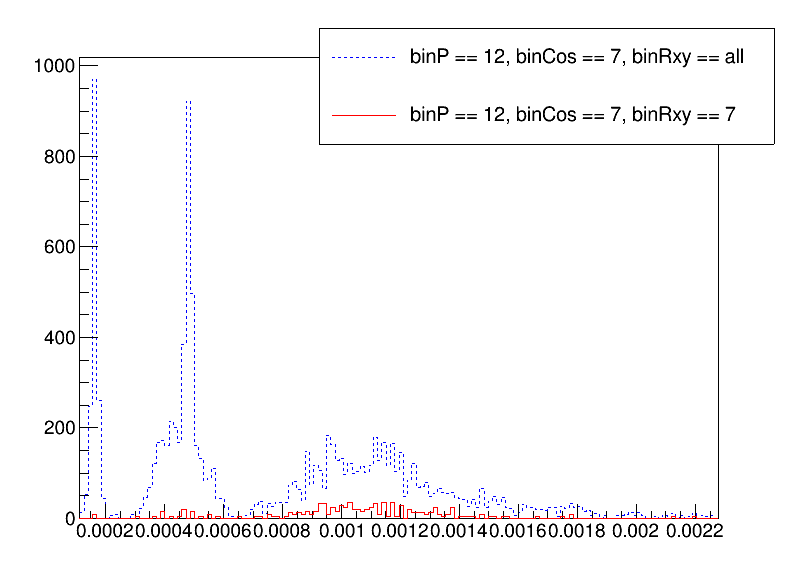 binP == 12, binCos == 7, binRxy == all
binP == 12, binCos == 7, binRxy == 7
1000
800
600
400
200
0
0.0002 0.0004 0.0006 0.0008 0.001 0.0012 0.0014 0.0016 0.0018 0.002 0.0022